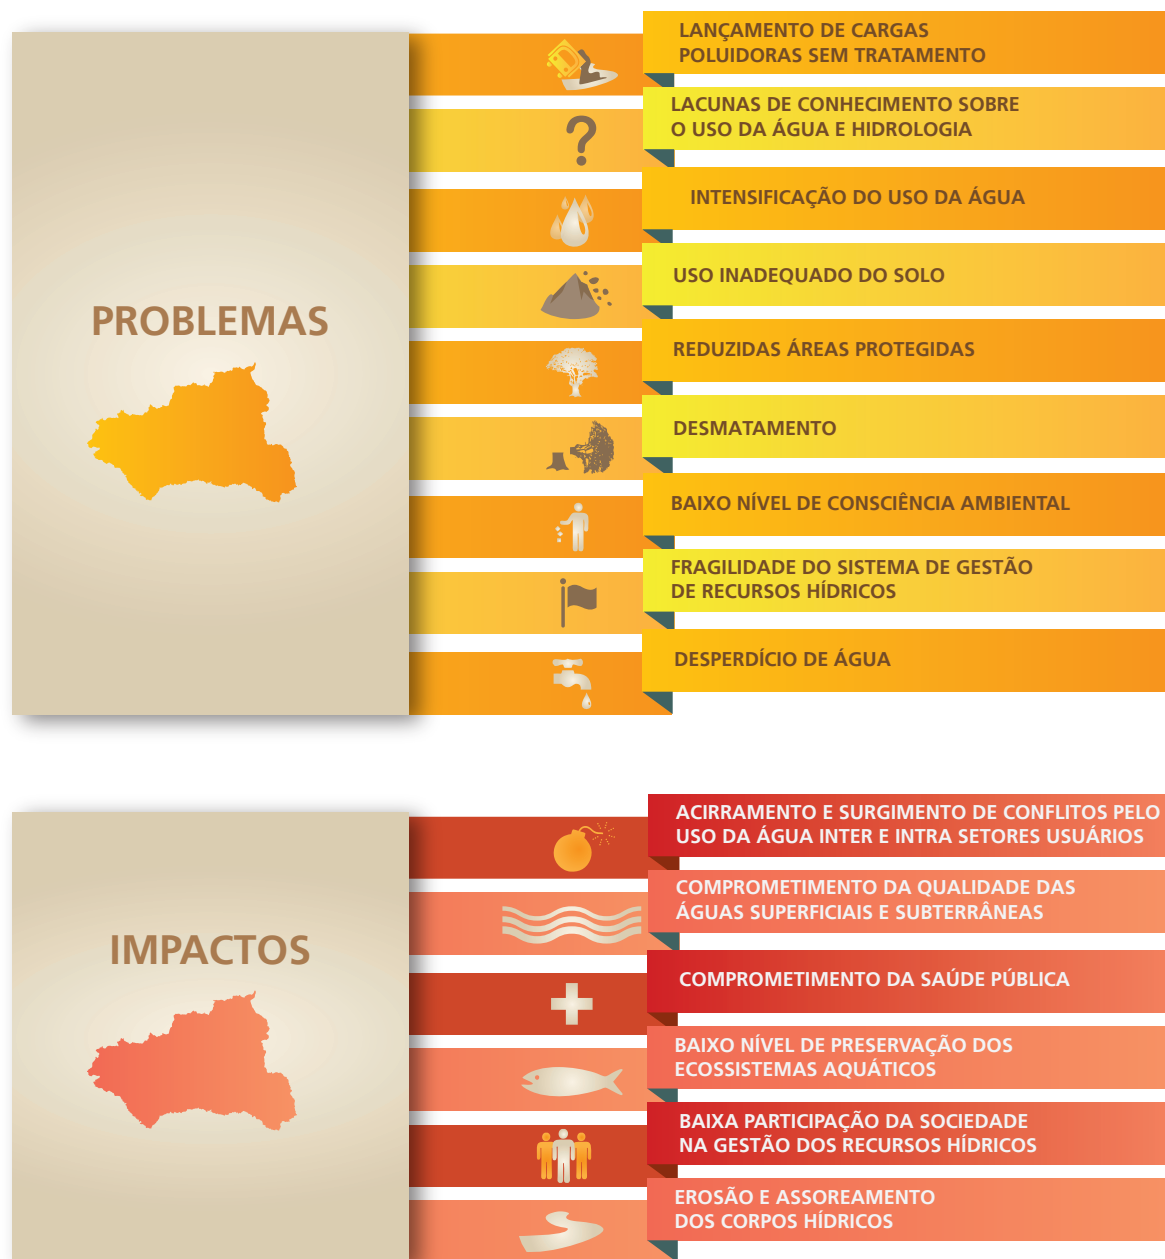 PROBLEMAS
LANÇAMENTO DE CARGAS
POLUIDORAS SEM TRATAMENTO
LACUNAS DE CONHECIMENTO SOBRE
O USO DA ÁGUA E HIDROLOGIA
INTENSIFICAÇÃO DO USO DA ÁGUA
USO INADEQUADO DO SOLO
REDUZIDAS ÁREAS PROTEGIDAS
DESMATAMENTO
BAIXO NÍVEL DE CONSCIÊNCIA AMBIENTAL
FRAGILIDADE DO SISTEMA DE GESTÃO
DE RECURSOS HÍDRICOS
DESPERDÍCIO DE ÁGUA
IMPACTOS
ACIRRAMENTO E SURGIMENTO DE CONFLITOS PELO
USO DA ÁGUA INTER E INTRA SETORES USUÁRIOS
COMPROMETIMENTO DA QUALIDADE DAS
ÁGUAS SUPERFICIAIS E SUBTERRÂNEAS
COMPROMETIMENTO DA SAÚDE PÚBLICA
BAIXO NÍVEL DE PRESERVAÇÃO DOS
ECOSSISTEMAS AQUÁTICOS
BAIXA PARTICIPAÇÃO DA SOCIEDADE
NA GESTÃO DOS RECURSOS HÍDRICOS
EROSÃO E ASSOREAMENTO
DOS CORPOS HÍDRICOS